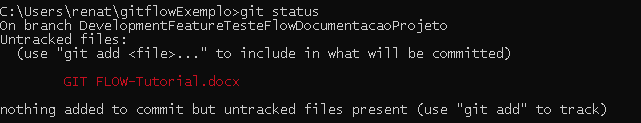 C:\Users\renat\gitflowExemplo>git status
On branch DevelopmentFeatureTesteFlowDocumentacaoProjeto
Untracked files:
  (use "git add <file>..." to include in what will be committed)
        GIT FLOW-Tutorial.docx
nothing added to commit but untracked files present (use "git add" to track)